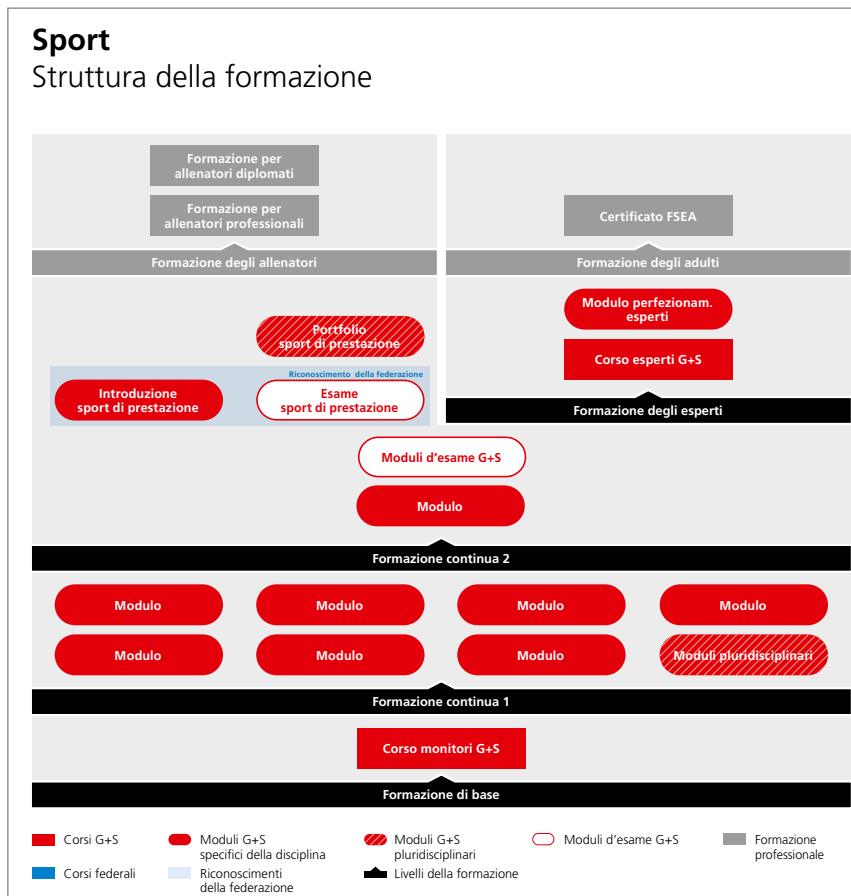 Sport
Struttura della formazione
Formazione per
allenatori diplomati
Formazione per
allenatori professionali
Certificato FSEA
Formazione degli allenatori
Formazione degli adulti
Modulo perfezionam.
esperti
Portfolio
sport di prestazione
Corso esperti G+S
Riconoscimento della federazione
Introduzione
sport di prestazione
Esame
sport di prestazione
Formazione degli esperti
Moduli d'esame G+S
Modulo
Formazione continua 2
Modulo
Modulo
Modulo
Modulo
Modulo
Modulo
Modulo
Moduli pluridisciplinari
Formazione continua 1
Corso monitori G+S
Formazione di base
Corsi G+S
Moduli G+S
specifici della disciplina
Moduli G+S
pluridisciplinari
Moduli d'esame G+S
Formazione
professionale
Corsi federali
Riconoscimenti
della federazione
Livelli della formazione